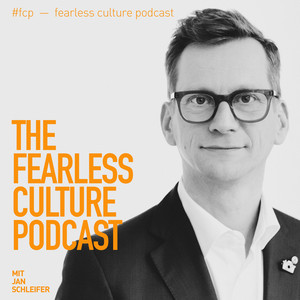 #fcp — fearless culture podcast
THE
FEARLESS
CULTURE
PODCAST
MIT
JAN
SCHLEIFER